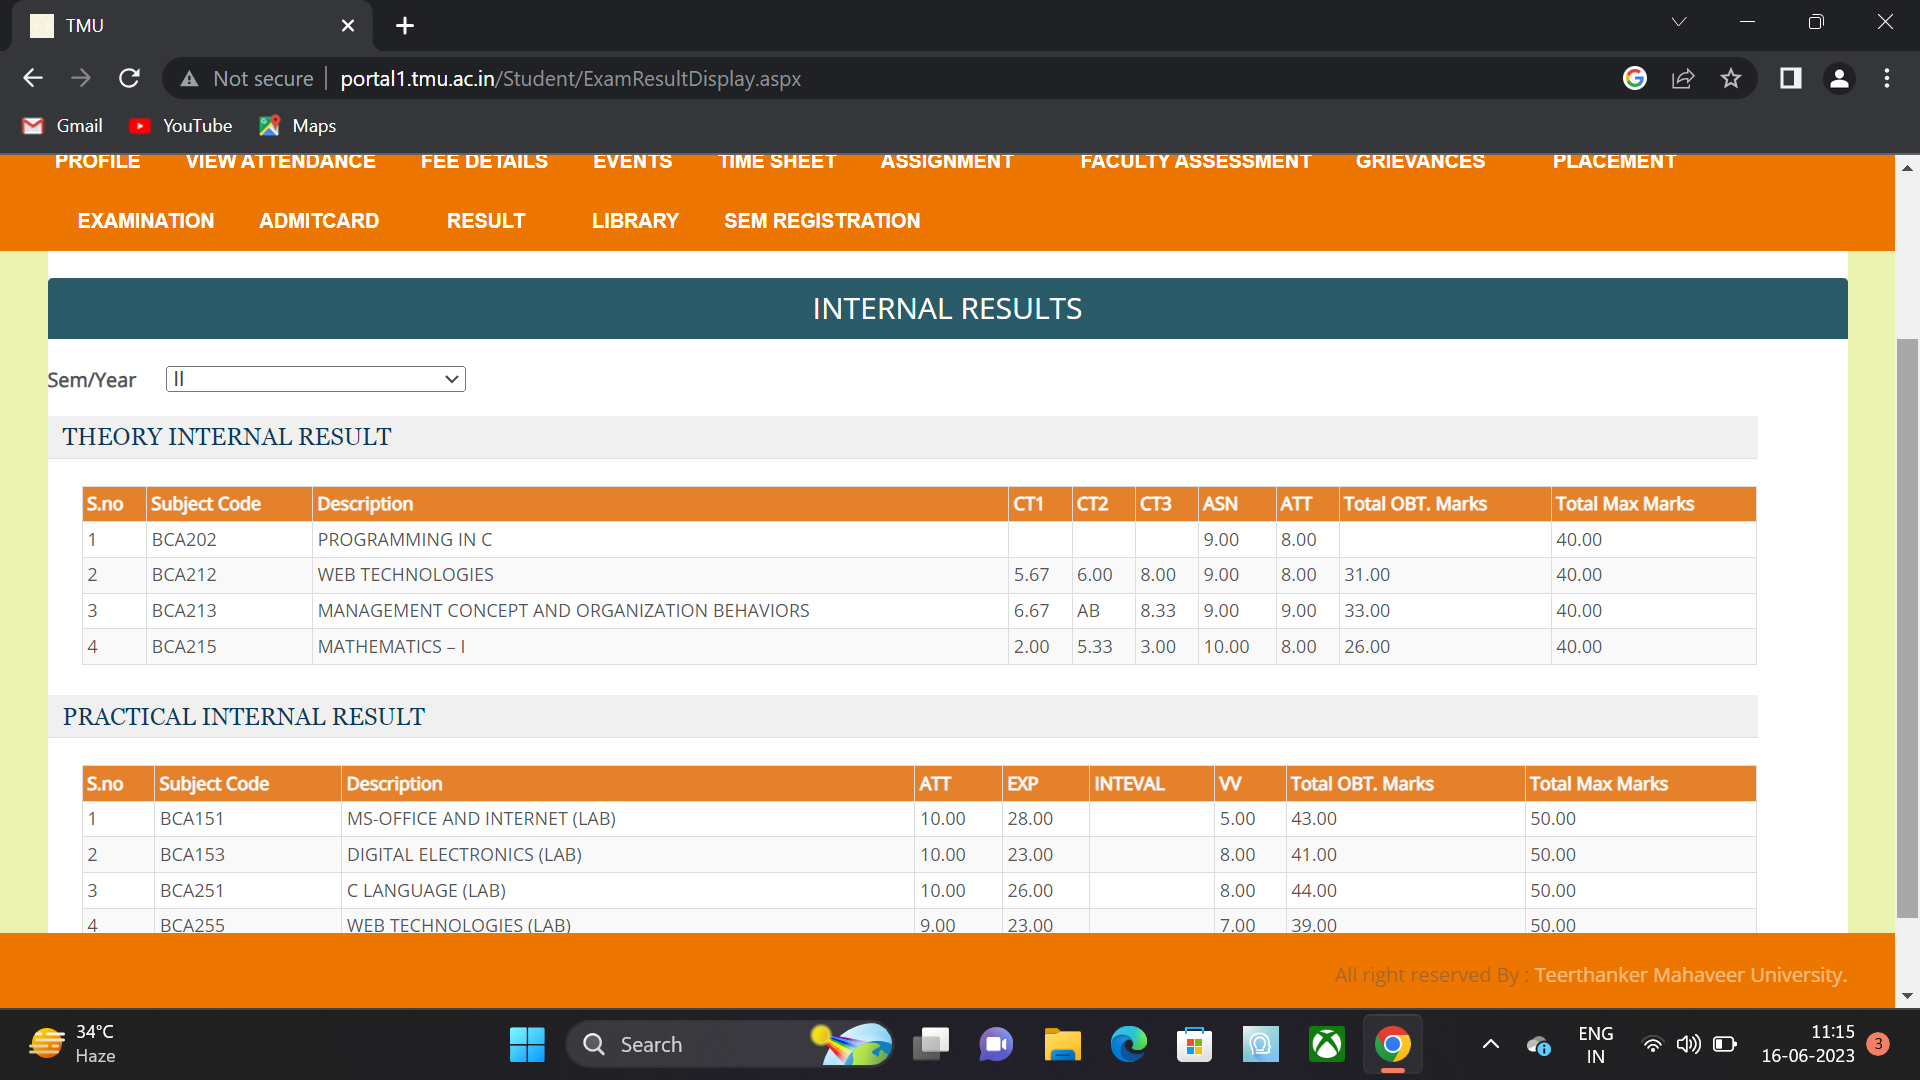 TMU
Not secure portal1.tmu.ac.in/Student/ExamResultDisplay.aspx
Gmail YouTube Maps
PROFILE VIEW ATTENDANCE FEE DETAILS EVENTS TIME SHEET ASSIGNMENT FACULTY ASSESSMENT GRIEVANCES PLACEMENT
EXAMINATION ADMITCARD RESULT LIBRARY SEM REGISTRATION
INTERNAL RESULTS
Sem/Year II
THEORY INTERNAL RESULT
S.no Subject Code Description CT1 CT2 CT3 ASN ATT Total OBT. Marks Total Max Marks
1 BCA202 PROGRAMMING IN C 9.00 8.00 40.00
2 BCA212 WEB TECHNOLOGIES 5.67 6.00 8.00 9.00 8.00 31.00 40.00
3 BCA213 MANAGEMENT CONCEPT AND ORGANIZATION BEHAVIORS 6.67 AB 8.33 9.00 9.00 33.00 40.00
4 BCA215 MATHEMATICS – I 2.00 5.33 3.00 10.00 8.00 26.00 40.00
PRACTICAL INTERNAL RESULT
S.no Subject Code Description ATT EXP INTEVAL VV Total OBT. Marks Total Max Marks
1 BCA151 MS-OFFICE AND INTERNET (LAB) 10.00 28.00 5.00 43.00 50.00
2 BCA153 DIGITAL ELECTRONICS (LAB) 10.00 23.00 8.00 41.00 50.00
3 BCA251 C LANGUAGE (LAB) 10.00 26.00 8.00 44.00 50.00
4 BCA255 WEB TECHNOLOGIES (LAB) 9.00 23.00 7.00 39.00 50.00
All right reserved By : Teerthanker Mahaveer University.
34°C
Haze
Search
ENG
IN
11:15
16-06-2023
3